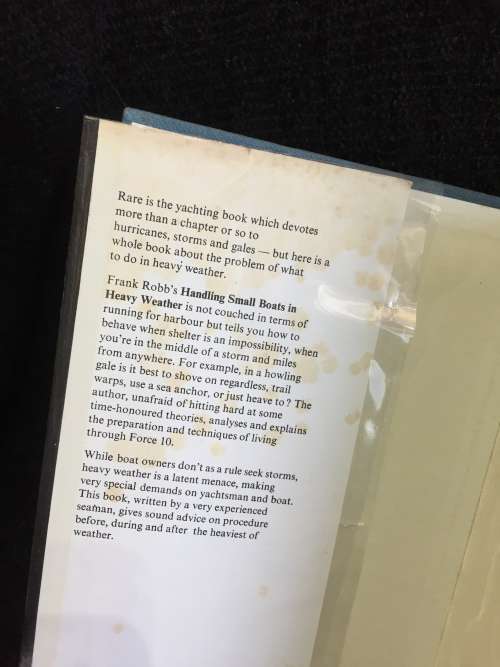 Rare is the yachting book which devotes
more than a chapter or so to
hurricanes, storms and gales — but here is a
whole book about the problem of what
to do in heavy weather.
Frank Robb's Handling Small Boats in
Heavy Weather is not couched in terms of
running for harbour but tells you how to
behave when shelter is an impossibility, when
you're in the middle of a storm and miles
from anywhere. For example, in a howling
gale is it best to shove on regardless, trail
warps, use a sea anchor, or just heave to? The
author, unafraid of hitting hard at some
time-honoured theories, analyses and explains
the preparation and techniques of living
through Force 10.
While boat owners don't as a rule seek storms,
heavy weather is a latent menace, making
very special demands on yachtsman and boat.
This book, written by a very experienced
seaman, gives sound advice on procedure
before, during and after the heaviest of
weather.